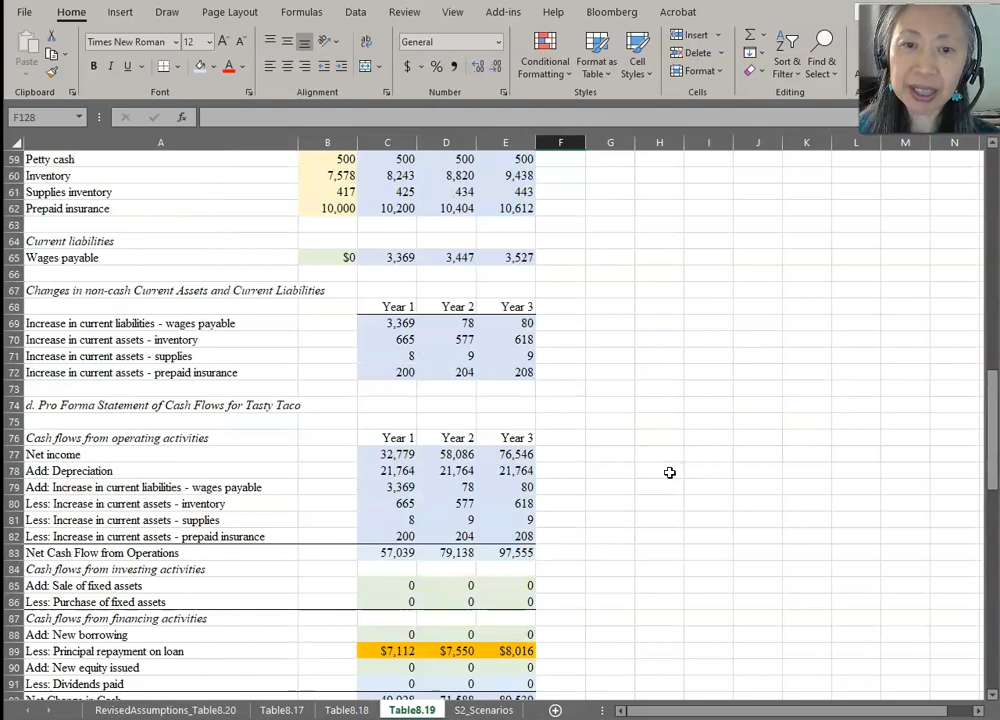 File Home Insert Draw Page Layout Formulas Data Review View Add-ins Help Bloomberg Acrobat
Paste Times New Roman 12 A A ab General Conditional Formatting Format as Table Cell Styles Insert Delete Format Sort & Filter Find & Select
B I U A $ % 9
Clipboard Font Alignment Number Styles Cells Editing
F128 fx
A B C D E F G H I J K L M N
59 Petty cash 500 500 500 500
60 Inventory 7,578 8,243 8,820 9,438
61 Supplies inventory 417 425 434 443
62 Prepaid insurance 10,000 10,200 10,404 10,612
63
64 Current liabilities
65 Wages payable $0 3,369 3,447 3,527
66
67 Changes in non-cash Current Assets and Current Liabilities
68 Year 1 Year 2 Year 3
69 Increase in current liabilities - wages payable 3,369 78 80
70 Increase in current assets - inventory 665 577 618
71 Increase in current assets - supplies 8 9 9
72 Increase in current assets - prepaid insurance 200 204 208
73
74 d. Pro Forma Statement of Cash Flows for Tasty Taco
75
76 Cash flows from operating activities Year 1 Year 2 Year 3
77 Net income 32,779 58,086 76,546
78 Add: Depreciation 21,764 21,764 21,764
79 Add: Increase in current liabilities - wages payable 3,369 78 80
80 Less: Increase in current assets - inventory 665 577 618
81 Less: Increase in current assets - supplies 8 9 9
82 Less: Increase in current assets - prepaid insurance 200 204 208
83 Net Cash Flow from Operations 57,039 79,138 97,555
84 Cash flows from investing activities
85 Add: Sale of fixed assets 0 0 0
86 Less: Purchase of fixed assets 0 0 0
87 Cash flows from financing activities
88 Add: New borrowing 0 0 0
89 Less: Principal repayment on loan $7,112 $7,550 $8,016
90 Add: New equity issued 0 0 0
91 Less: Dividends paid 0 0 0
RevisedAssumptions_Table8.20 Table8.17 Table8.18 Table8.19 S2_Scenarios